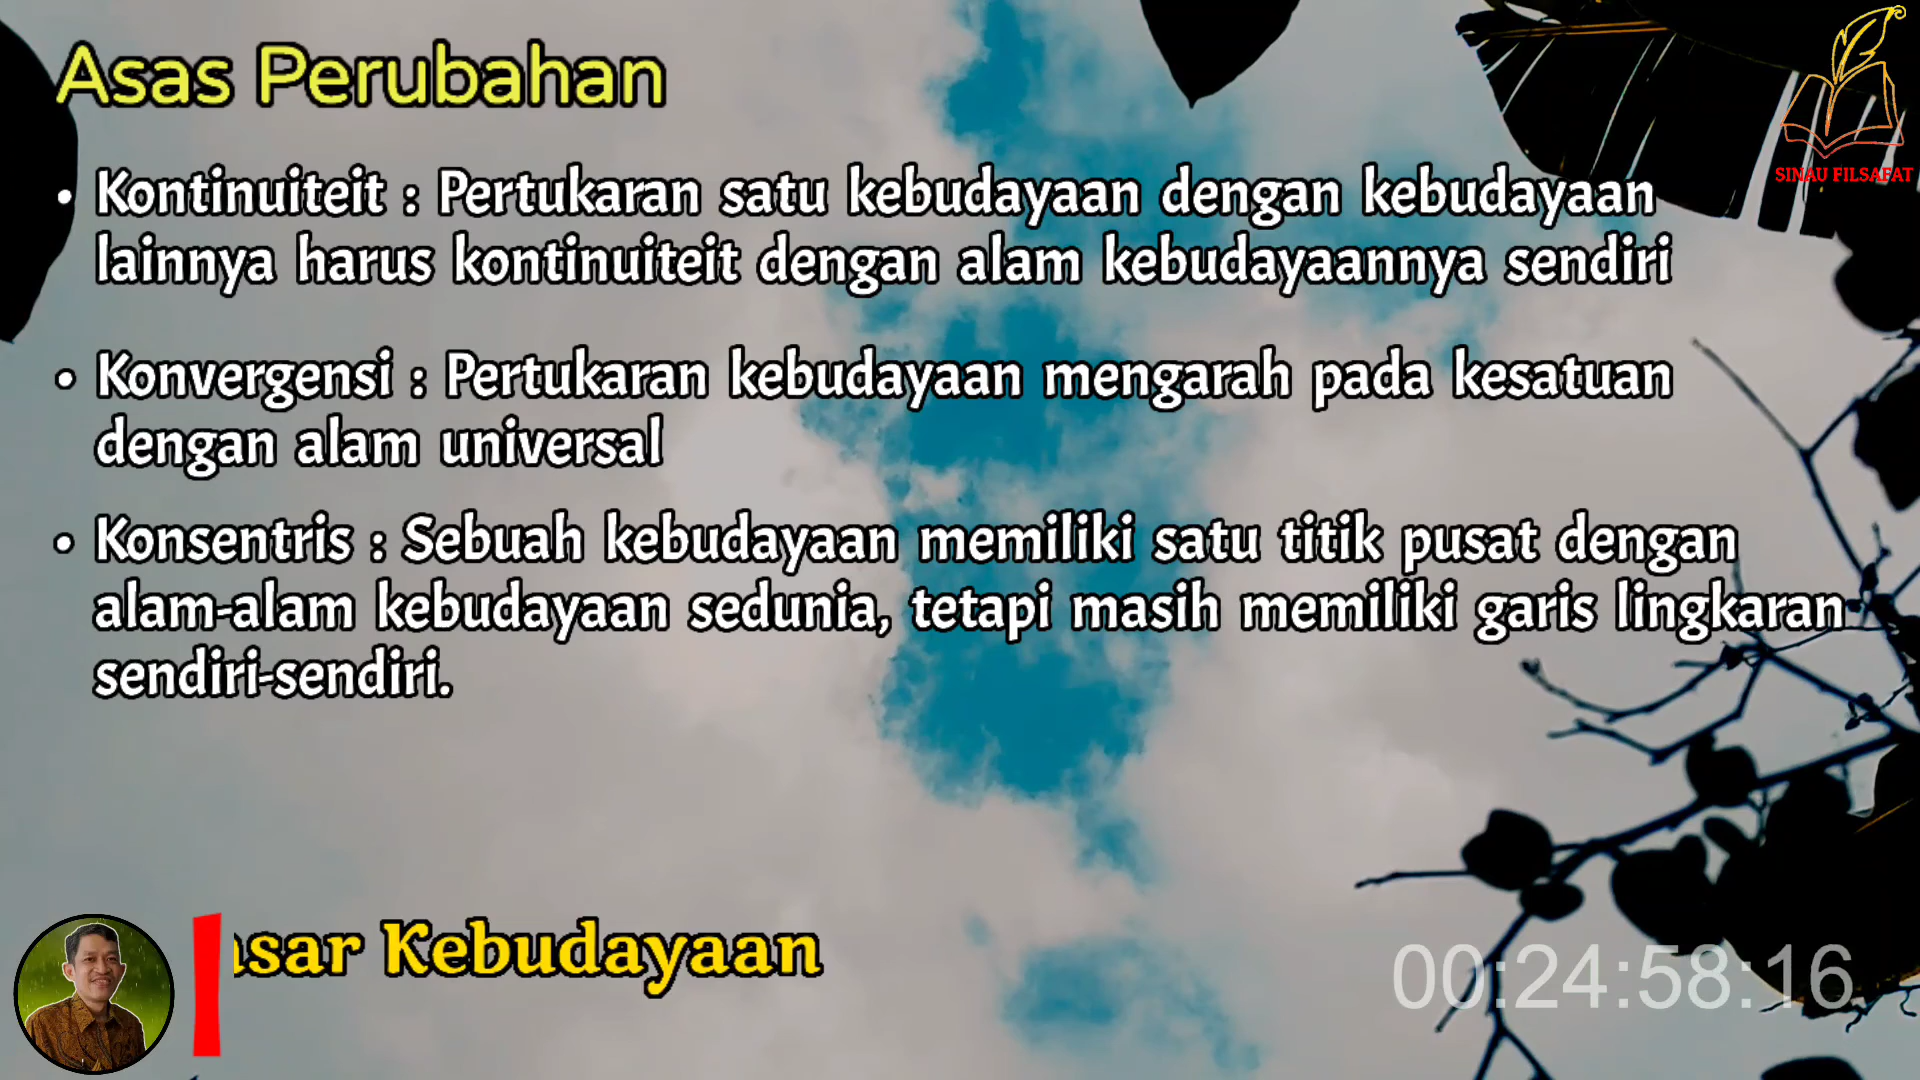 Asas Perubahan
SINAU FILSAFAT
• Kontinuiteit : Pertukaran satu kebudayaan dengan kebudayaan
lainnya harus kontinuiteit dengan alam kebudayaannya sendiri
• Konvergensi : Pertukaran kebudayaan mengarah pada kesatuan
dengan alam universal
• Konsentris : Sebuah kebudayaan memiliki satu titik pusat dengan
alam-alam kebudayaan sedunia, tetapi masih memiliki garis lingkaran
sendiri-sendiri.
Kebudayaan
00:24:58:16